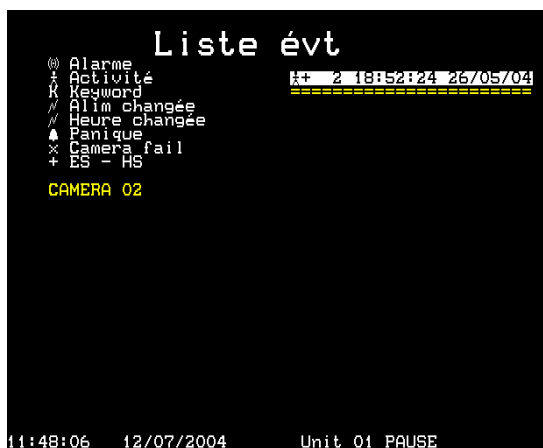 Liste évt
Alarme
Activité
+ 2 18:52:24 26/05/04
K Keyword
======================
Alim changée
Heure changée
Panique
× Camera fail
+ ES - HS
CAMERA 02
11:48:06 12/07/2004 Unit 01 PAUSE